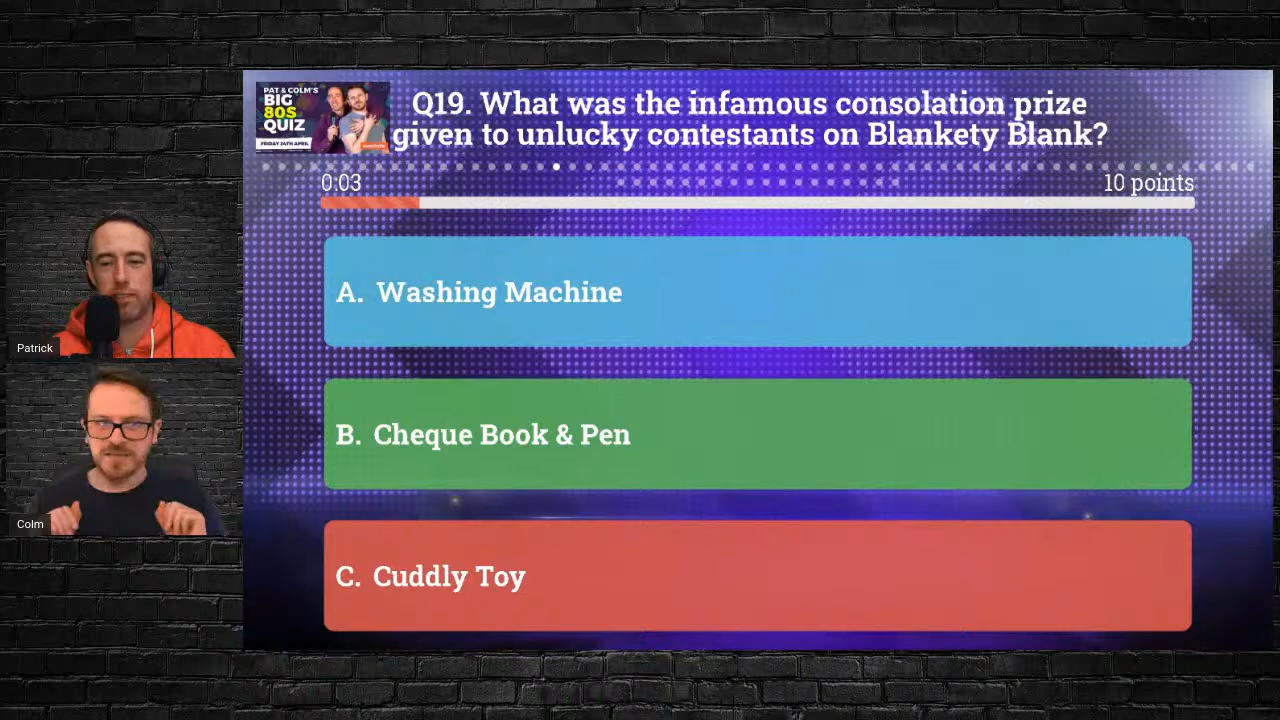 PAT & COLM'S
BIG
80S
QUIZ
FRIDAY 24TH APRIL
Q19. What was the infamous consolation prize
given to unlucky contestants on Blankety Blank?
0:03
10 points
A. Washing Machine
B. Cheque Book & Pen
C. Cuddly Toy
Patrick
Colm